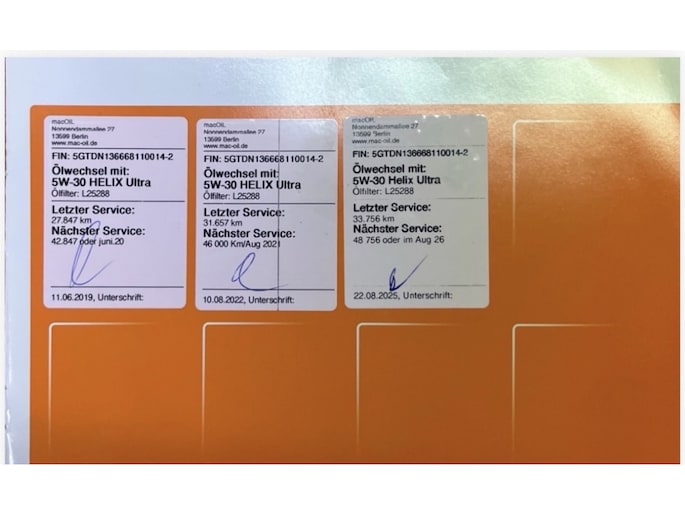 macOIL
Nonnendammallee 27
13599 Berlin
www.mac-oil.de
FIN: 5GTDN136668110014-2
Ölwechsel mit:
5W-30 HELIX Ultra
Ölfilter: L25288
Letzter Service:
27.847 km
Nächster Service:
42.847 oder juni.20
11.06.2019, Unterschrift:
macOIL
Nonnendammallee 27
13599 Berlin
www.mac-oil.de
FIN: 5GTDN136668110014-2
Ölwechsel mit:
5W-30 HELIX Ultra
Ölfilter: L25288
Letzter Service:
31.657 km
Nächster Service:
46 000 Km/Aug 2021
10.08.2022, Unterschrift:
macOIL
Nonnendammallee 27
13599 Berlin
www.mac-oil.de
FIN: 5GTDN136668110014-2
Ölwechsel mit:
5W-30 Helix Ultra
Ölfilter: L25288
Letzter Service:
33.756 km
Nächster Service:
48 756 oder im Aug 26
22.08.2025, Unterschrift: